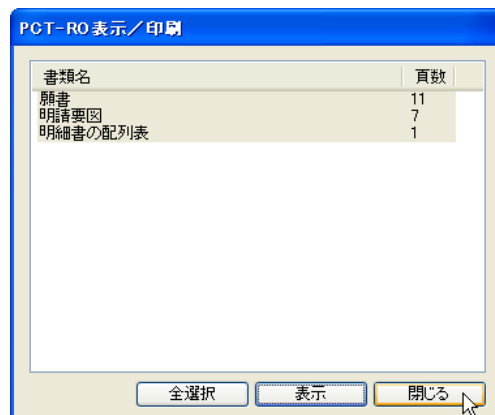 PCT-RO表示／印刷
書類名 頁数
願書 11
明請要図 7
明細書の配列表 1
全選択 表示 閉じる